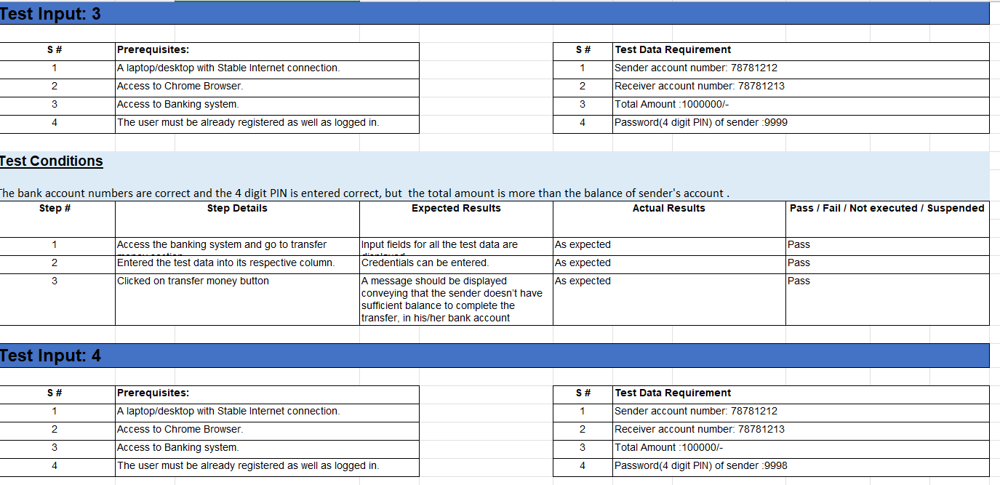 Test Input: 3
S # Prerequisites: S # Test Data Requirement
1 A laptop/desktop with Stable Internet connection. 1 Sender account number: 78781212
2 Access to Chrome Browser. 2 Receiver account number: 78781213
3 Access to Banking system. 3 Total Amount :1000000/-
4 The user must be already registered as well as logged in. 4 Password(4 digit PIN) of sender :9999
Test Conditions
The bank account numbers are correct and the 4 digit PIN is entered correct, but  the total amount is more than the balance of sender's account .
Step # Step Details Expected Results Actual Results Pass / Fail / Not executed / Suspended
1 Access the banking system and go to transfer Input fields for all the test data are As expected Pass
2 Entered the test data into its respective column. Credentials can be entered. As expected Pass
3 Clicked on transfer money button A message should be displayed As expected Pass
conveying that the sender doesn't have
sufficient balance to complete the
transfer, in his/her bank account
Test Input: 4
S # Prerequisites: S # Test Data Requirement
1 A laptop/desktop with Stable Internet connection. 1 Sender account number: 78781212
2 Access to Chrome Browser. 2 Receiver account number: 78781213
3 Access to Banking system. 3 Total Amount :100000/-
4 The user must be already registered as well as logged in. 4 Password(4 digit PIN) of sender :9998